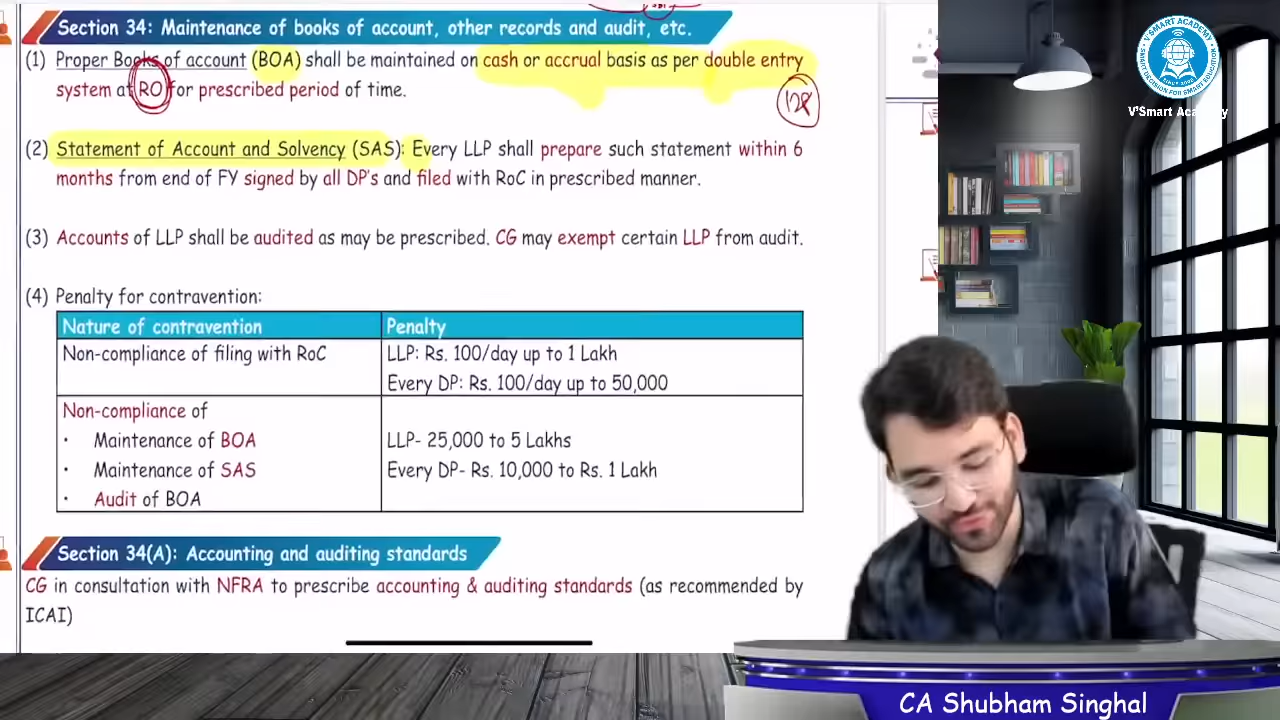 Section 34: Maintenance of books of account, other records and audit, etc.
(1) Proper Books of account (BOA) shall be maintained on cash or accrual basis as per double entry
system at RO for prescribed period of time.
(2) Statement of Account and Solvency (SAS): Every LLP shall prepare such statement within 6
months from end of FY signed by all DP's and filed with RoC in prescribed manner.
(3) Accounts of LLP shall be audited as may be prescribed. CG may exempt certain LLP from audit.
(4) Penalty for contravention:
Nature of contravention Penalty
Non-compliance of filing with RoC LLP: Rs. 100/day up to 1 Lakh
Every DP: Rs. 100/day up to 50,000
Non-compliance of
· Maintenance of BOA LLP- 25,000 to 5 Lakhs
· Maintenance of SAS Every DP- Rs. 10,000 to Rs. 1 Lakh
· Audit of BOA
Section 34(A): Accounting and auditing standards
CG in consultation with NFRA to prescribe accounting & auditing standards (as recommended by
ICAI)
V'SMART ACADEMY
SMART DECISION FOR SMART EDUCATION
V'Smart Academy
CA Shubham Singhal